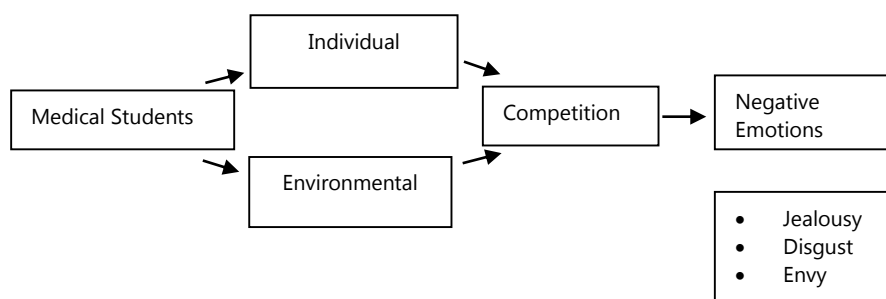 Individual
Medical Students
Competition
Negative
Emotions
Environmental
• Jealousy
• Disgust
• Envy